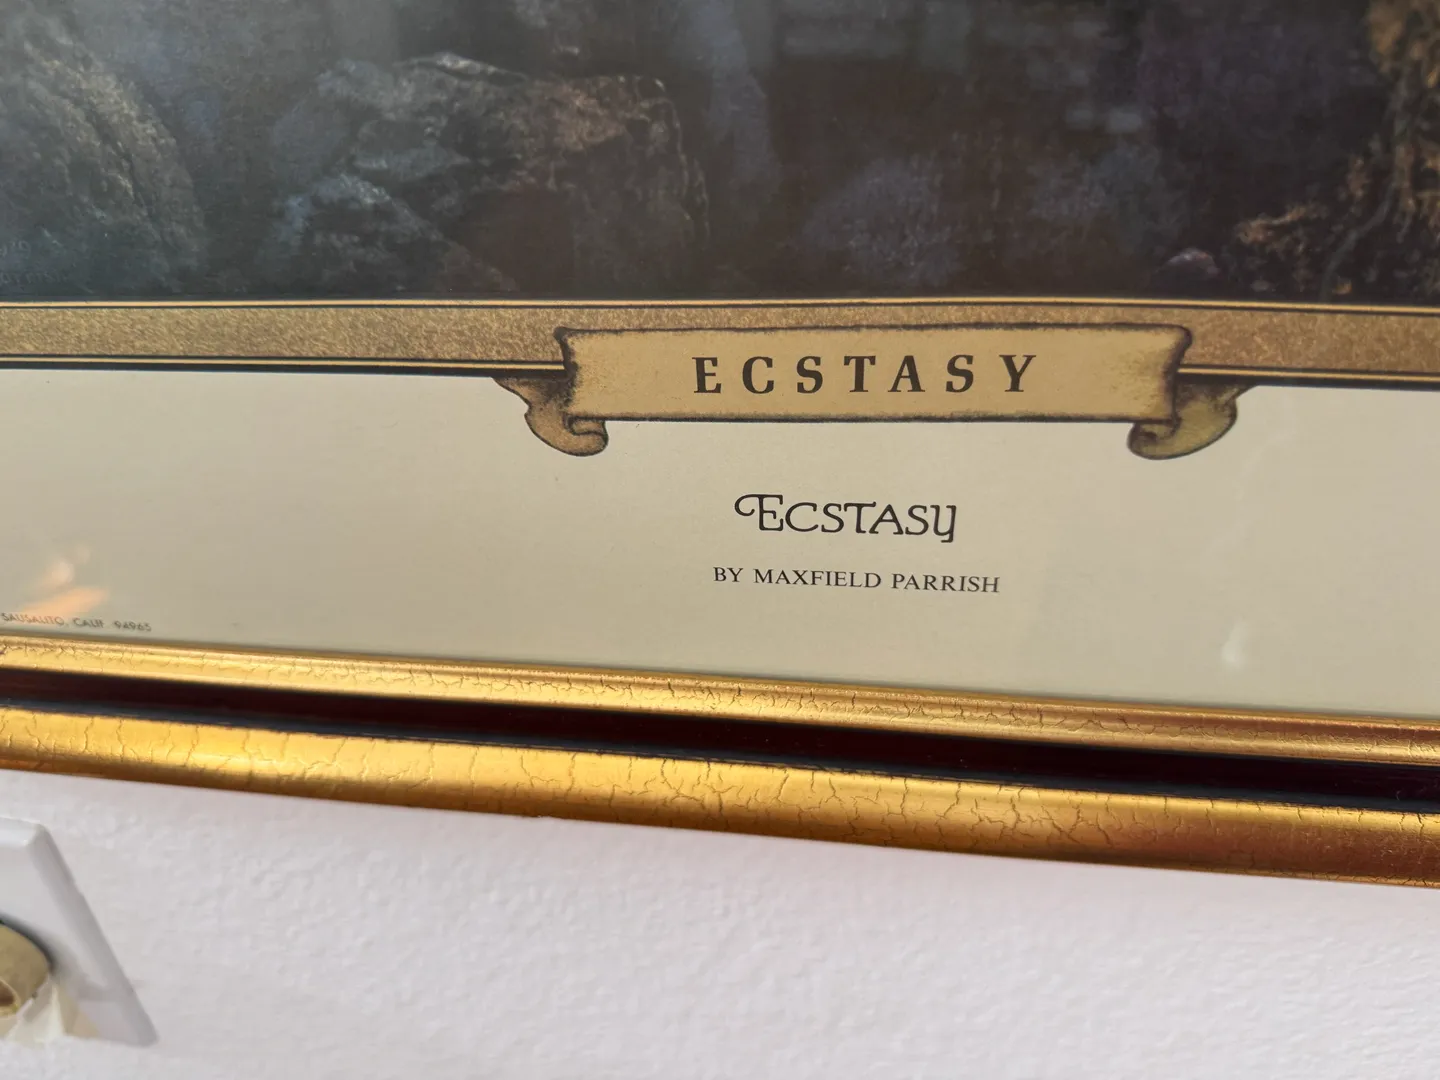 ECSTASY
ECSTASY
BY MAXFIELD PARRISH
SAUSALITO, CALIF. 94965